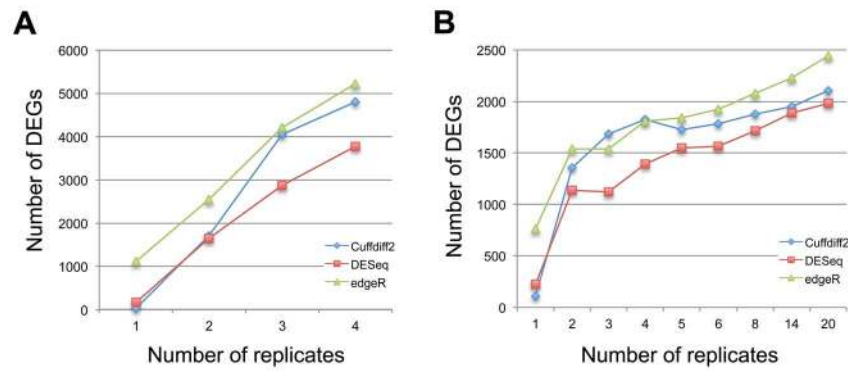 A
6000
5000
4000
3000
2000
1000
0
Number of DEGs
1 2 3 4
Number of replicates
Cuffdiff2
DESeq
edgeR
B
2500
2000
1500
1000
500
0
Number of DEGs
1 2 3 4 5 6 8 14 20
Number of replicates
Cuffdiff2
DESeq
edgeR